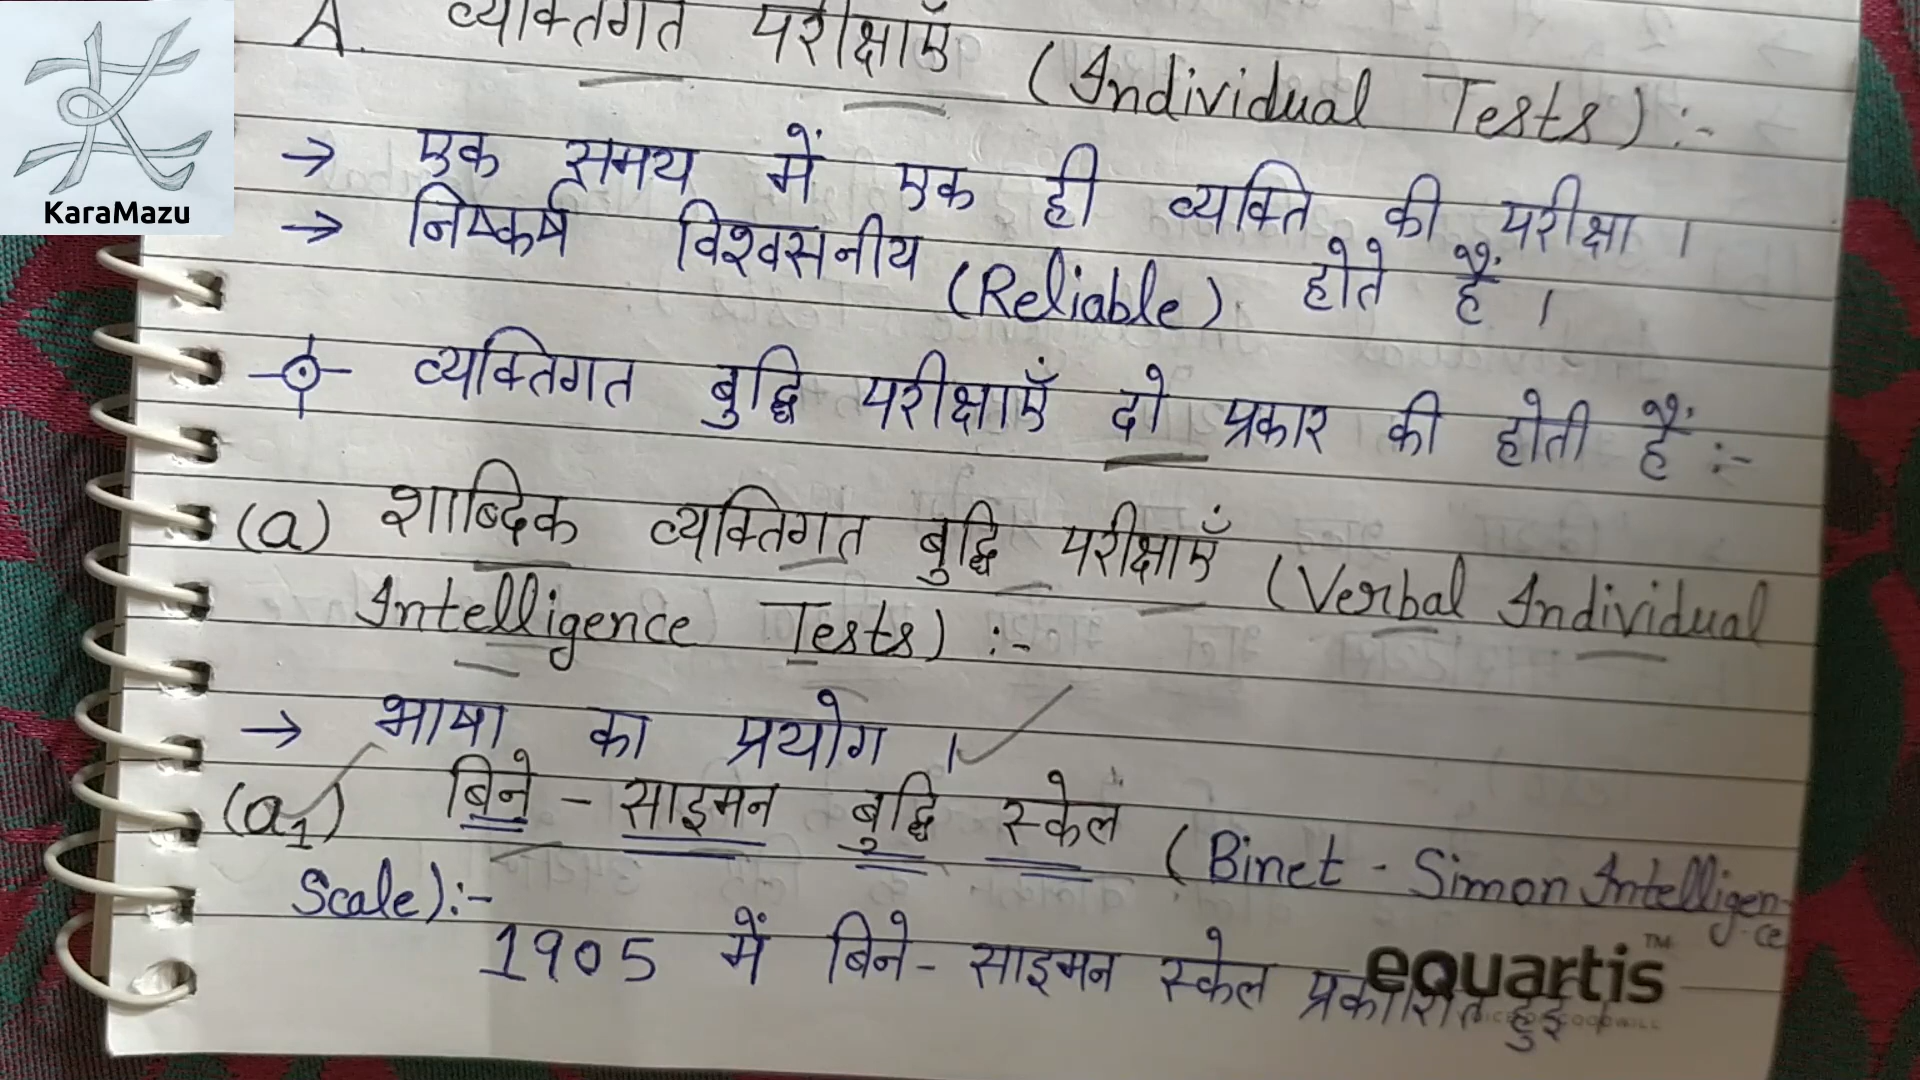 KaraMazu
A. व्यक्तिगत परीक्षाएँ (Individual Tests) :-
→ एक समय में एक ही व्यक्ति की परीक्षा ।
→ निष्कर्ष विश्वसनीय (Reliable) होते हैं ।
व्यक्तिगत बुद्धि परीक्षाएँ दो प्रकार की होती हैं :-
(a) शाब्दिक व्यक्तिगत बुद्धि परीक्षाएँ (Verbal Individual
Intelligence Tests) :-
→ भाषा का प्रयोग ।
(a1) बिने - साइमन बुद्धि स्केल (Binet - Simon Intelligence
Scale):-
1905 में बिने - साइमन स्केल प्रकाशित हुई ।
equartis™